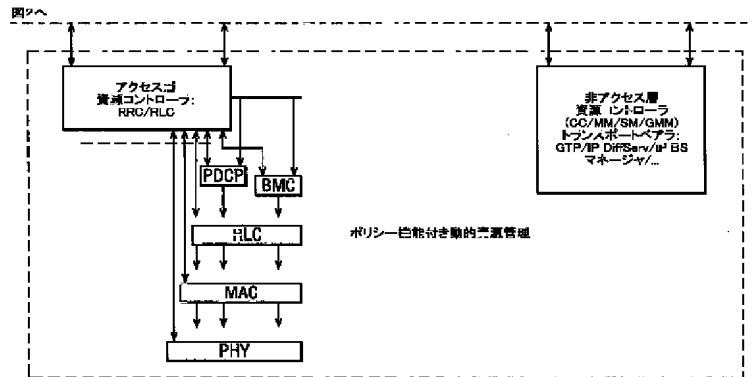 図2へ
アクセス層
資源コントローラ:
RRC/RLC
非アクセス層
資源コントローラ
(CC/MM/SM/GMM)
トランスポートベアラ:
GTP/IP DiffServ/IP BS
マネージャ/...
PDCP
BMC
RLC
ポリシー性能付き動的資源管理
MAC
PHY